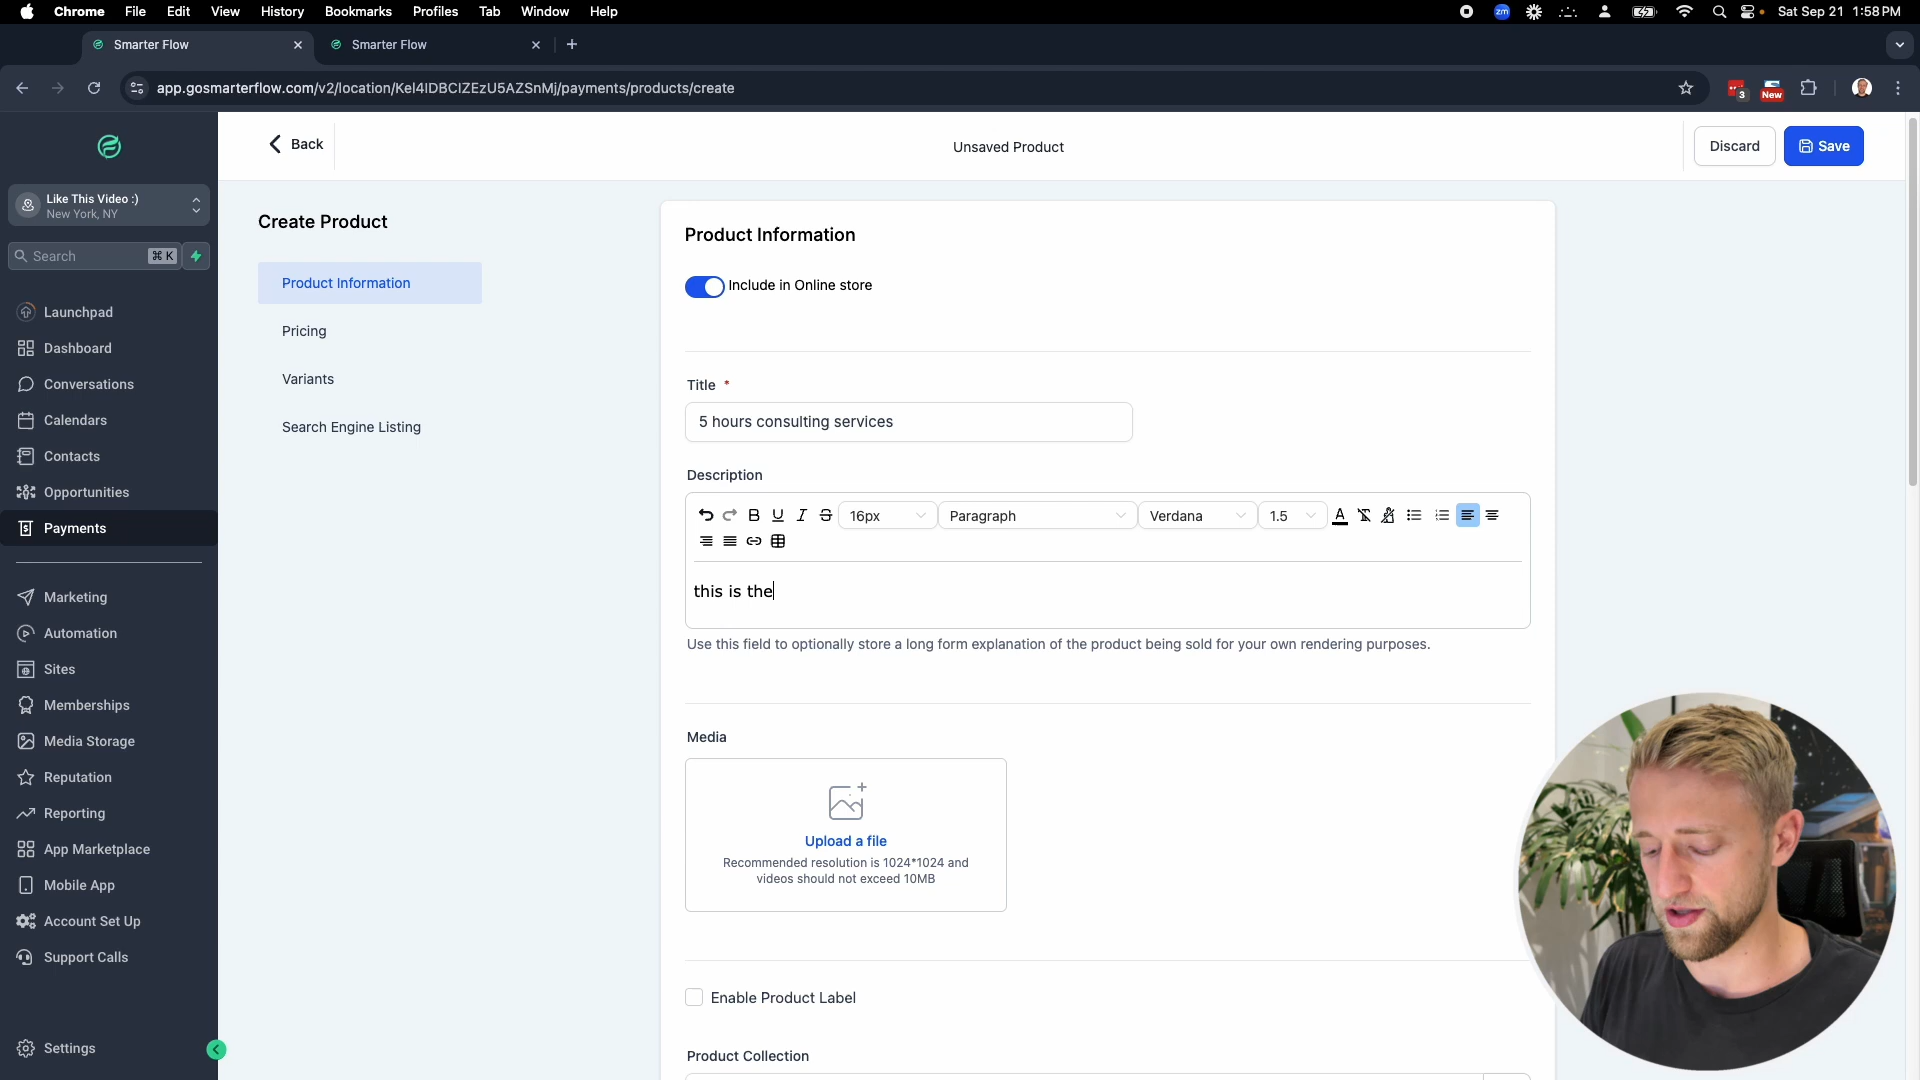 Chrome File Edit View History Bookmarks Profiles Tab Window Help
zm
Sat Sep 21 1:58 PM
Smarter Flow
Smarter Flow
app.gosmarterflow.com/v2/location/Kel4IDBCIZEzU5AZSnMj/payments/products/create
3
New
Like This Video :)
New York, NY
Search ⌘ K
Launchpad
Dashboard
Conversations
Calendars
Contacts
Opportunities
Payments
Marketing
Automation
Sites
Memberships
Media Storage
Reputation
Reporting
App Marketplace
Mobile App
Account Set Up
Support Calls
Settings
Back
Unsaved Product
Discard
Save
Create Product
Product Information
Pricing
Variants
Search Engine Listing
Product Information
Include in Online store
Title *
5 hours consulting services
Description
B U I S 16px Paragraph Verdana 1.5 A
this is the
Use this field to optionally store a long form explanation of the product being sold for your own rendering purposes.
Media
Upload a file
Recommended resolution is 1024*1024 and
videos should not exceed 10MB
Enable Product Label
Product Collection